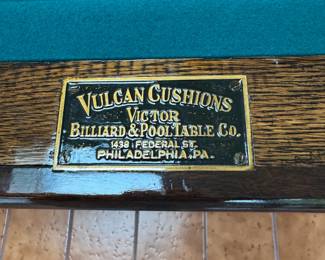 VULCAN CUSHIONS
VICTOR
BILLIARD & POOL TABLE CO.
1438 FEDERAL ST.
PHILADELPHIA, PA.